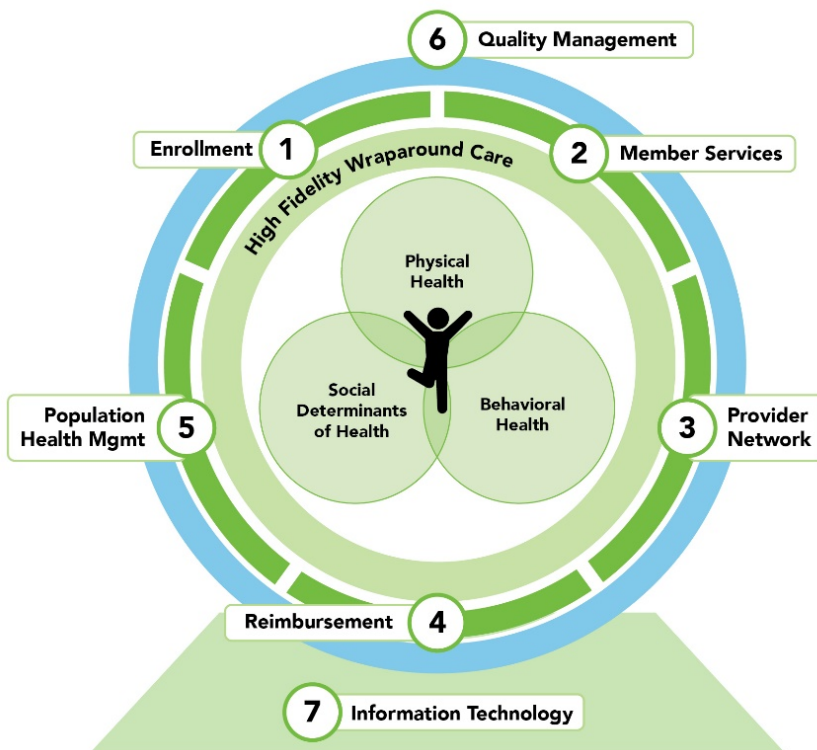 6 Quality Management
Enrollment 1
2 Member Services
High Fidelity Wraparound Care
Physical
Health
Social
Determinants
of Health
Behavioral
Health
Population
Health Mgmt
5
3
Provider
Network
Reimbursement 4
7 Information Technology